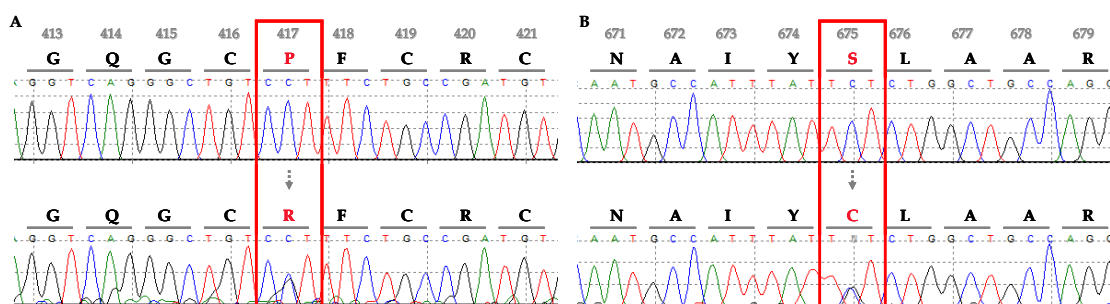 A
413 414 415 416 417 418 419 420 421
G Q G C P F C R C
G G T C A G G G C T G T C C T T T C T G C C G A T G T
G Q G C R F C R C
G G T C A G G G C T G T C C T T T C T G C C G A T G T
B
671 672 673 674 675 676 677 678 679
N A I Y S L A A R
A A T G C C A T T T A T T C T C T G G C T G C C A G
N A I Y C L A A R
A A T G C C A T T T A T T N T C T G G C T G C C A G